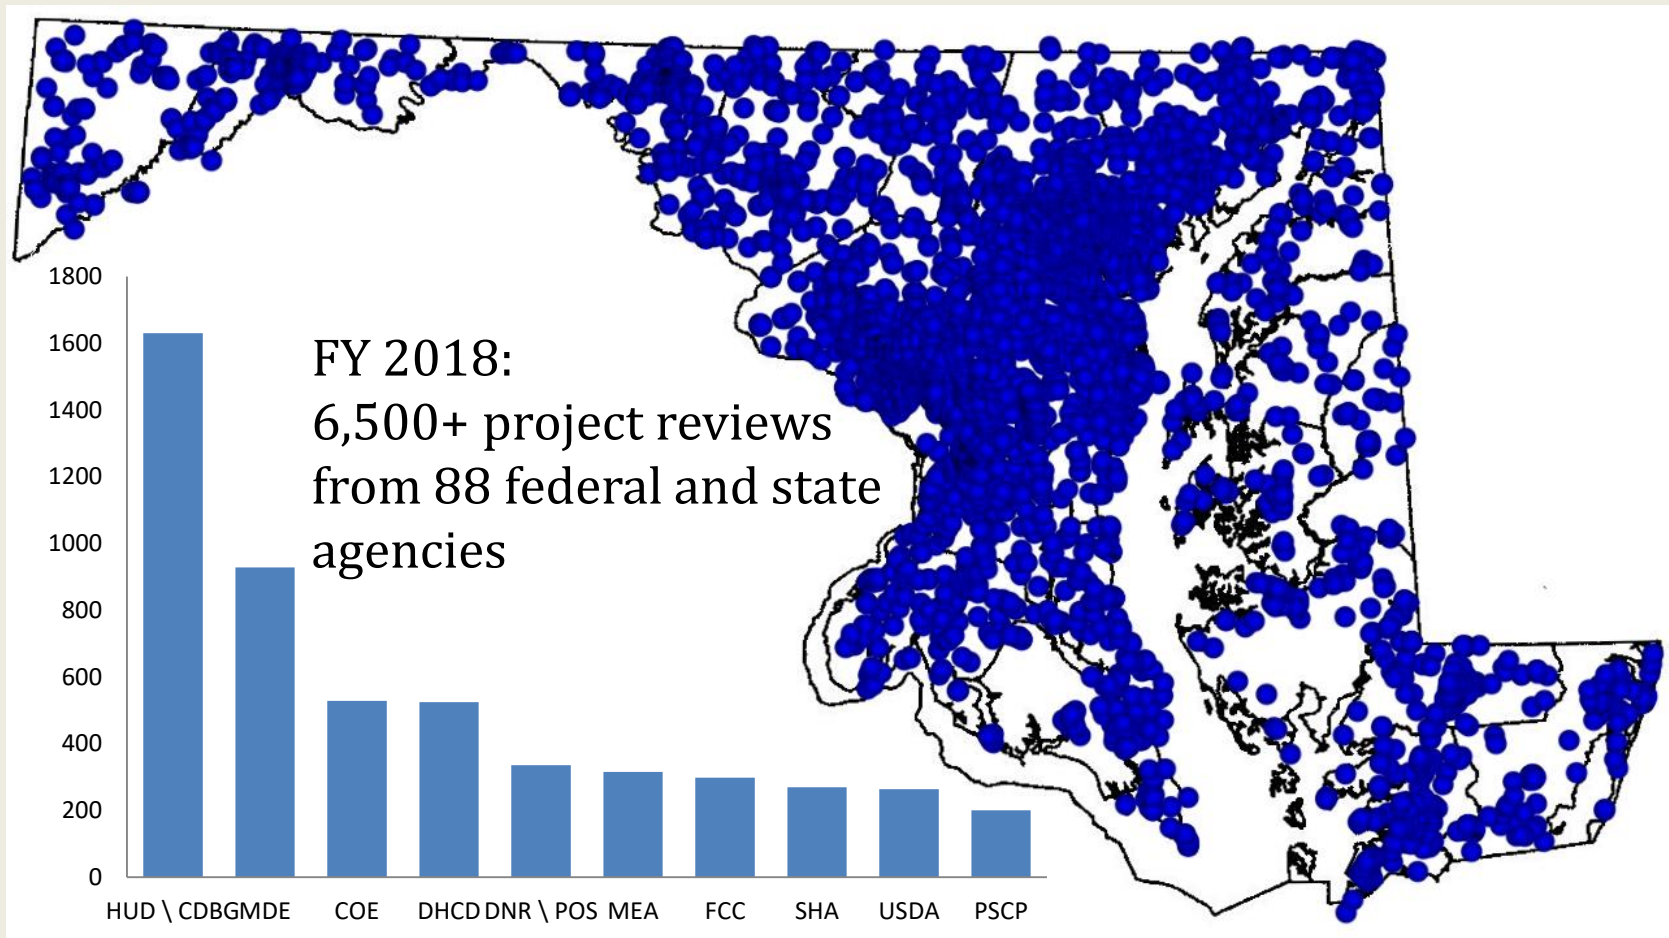 1800
1600
1400
1200
1000
800
600
400
200
0
FY 2018:
6,500+ project reviews
from 88 federal and state
agencies
HUD \ CDBG MDE COE DHCD DNR \ POS MEA FCC SHA USDA PSCP